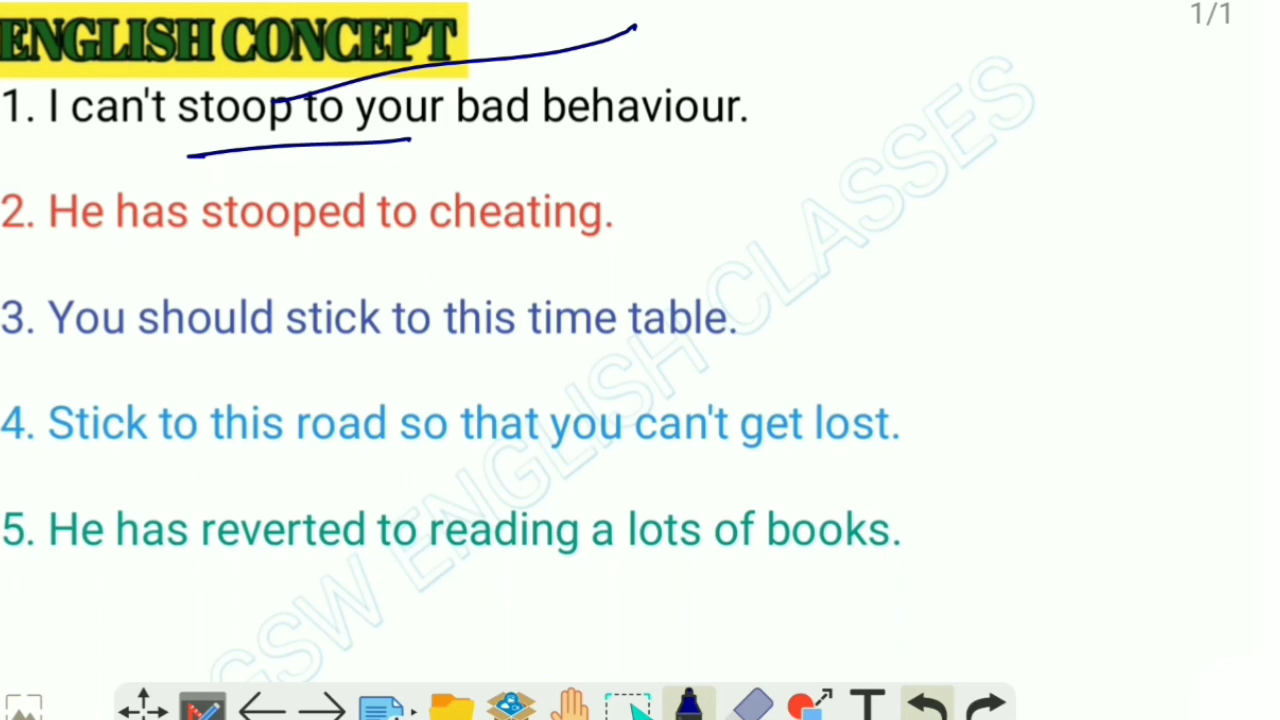 ENGLISH CONCEPT
1/1
1. I can't stoop to your bad behaviour.
2. He has stooped to cheating.
3. You should stick to this time table.
4. Stick to this road so that you can't get lost.
5. He has reverted to reading a lots of books.
GSW ENGLISH CLASSES
T